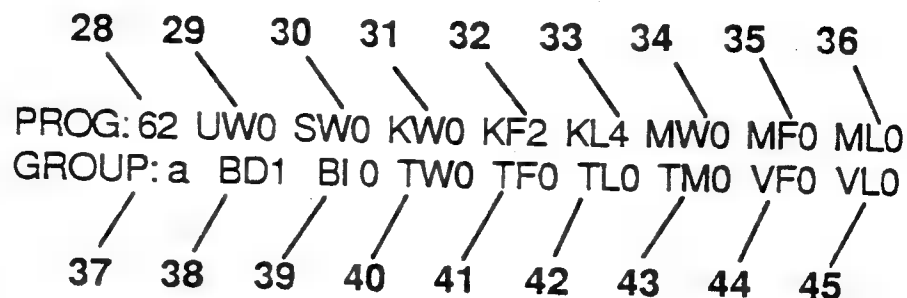 28 29 30 31 32 33 34 35 36
PROG: 62 UW0 SW0 KW0 KF2 KL4 MW0 MF0 ML0
GROUP: a BD1 BI 0 TW0 TF0 TL0 TM0 VF0 VL0
37 38 39 40 41 42 43 44 45